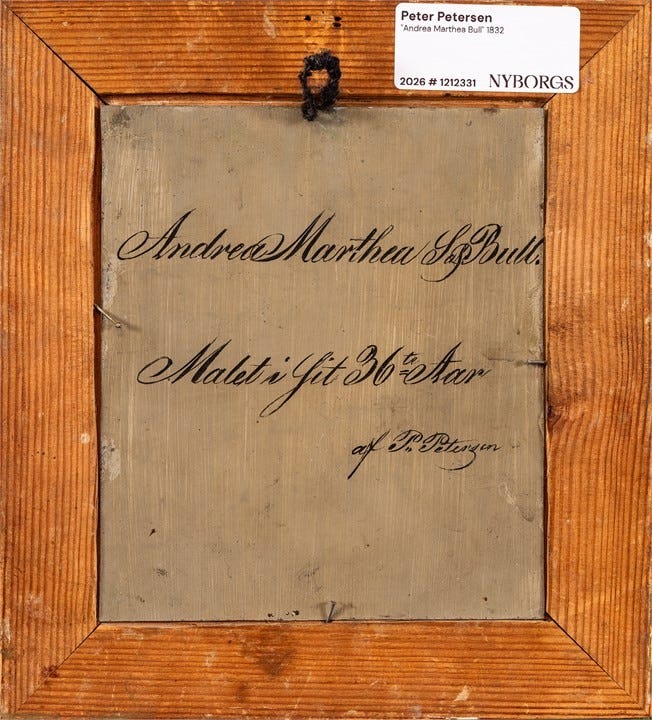 Peter Petersen
"Andrea Marthea Bull" 1832
2026 # 1212331 NYBORGS
Andrea Marthea Bull.
Malet i Sit 36te Aar
af P. Petersen